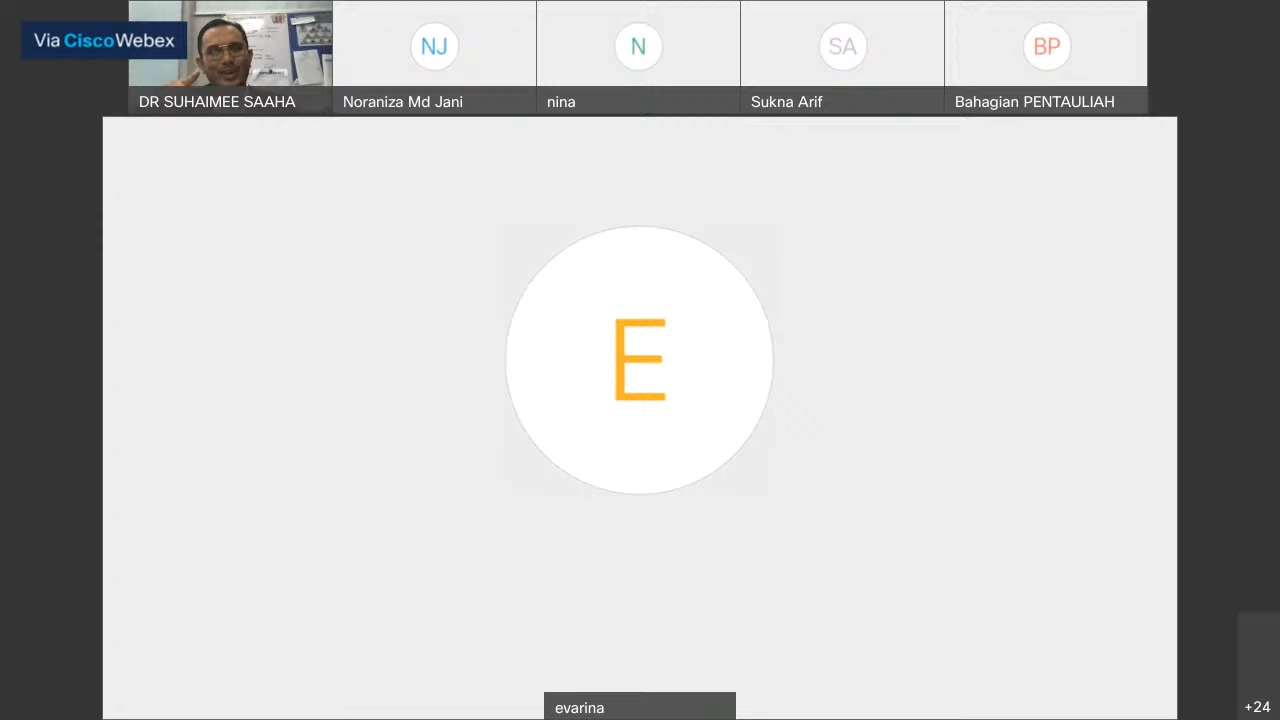 Via CiscoWebex
NJ
N
SA
BP
DR SUHAIMEE SAAHA
Noraniza Md Jani
nina
Sukna Arif
Bahagian PENTAULIAH
E
evarina
+24